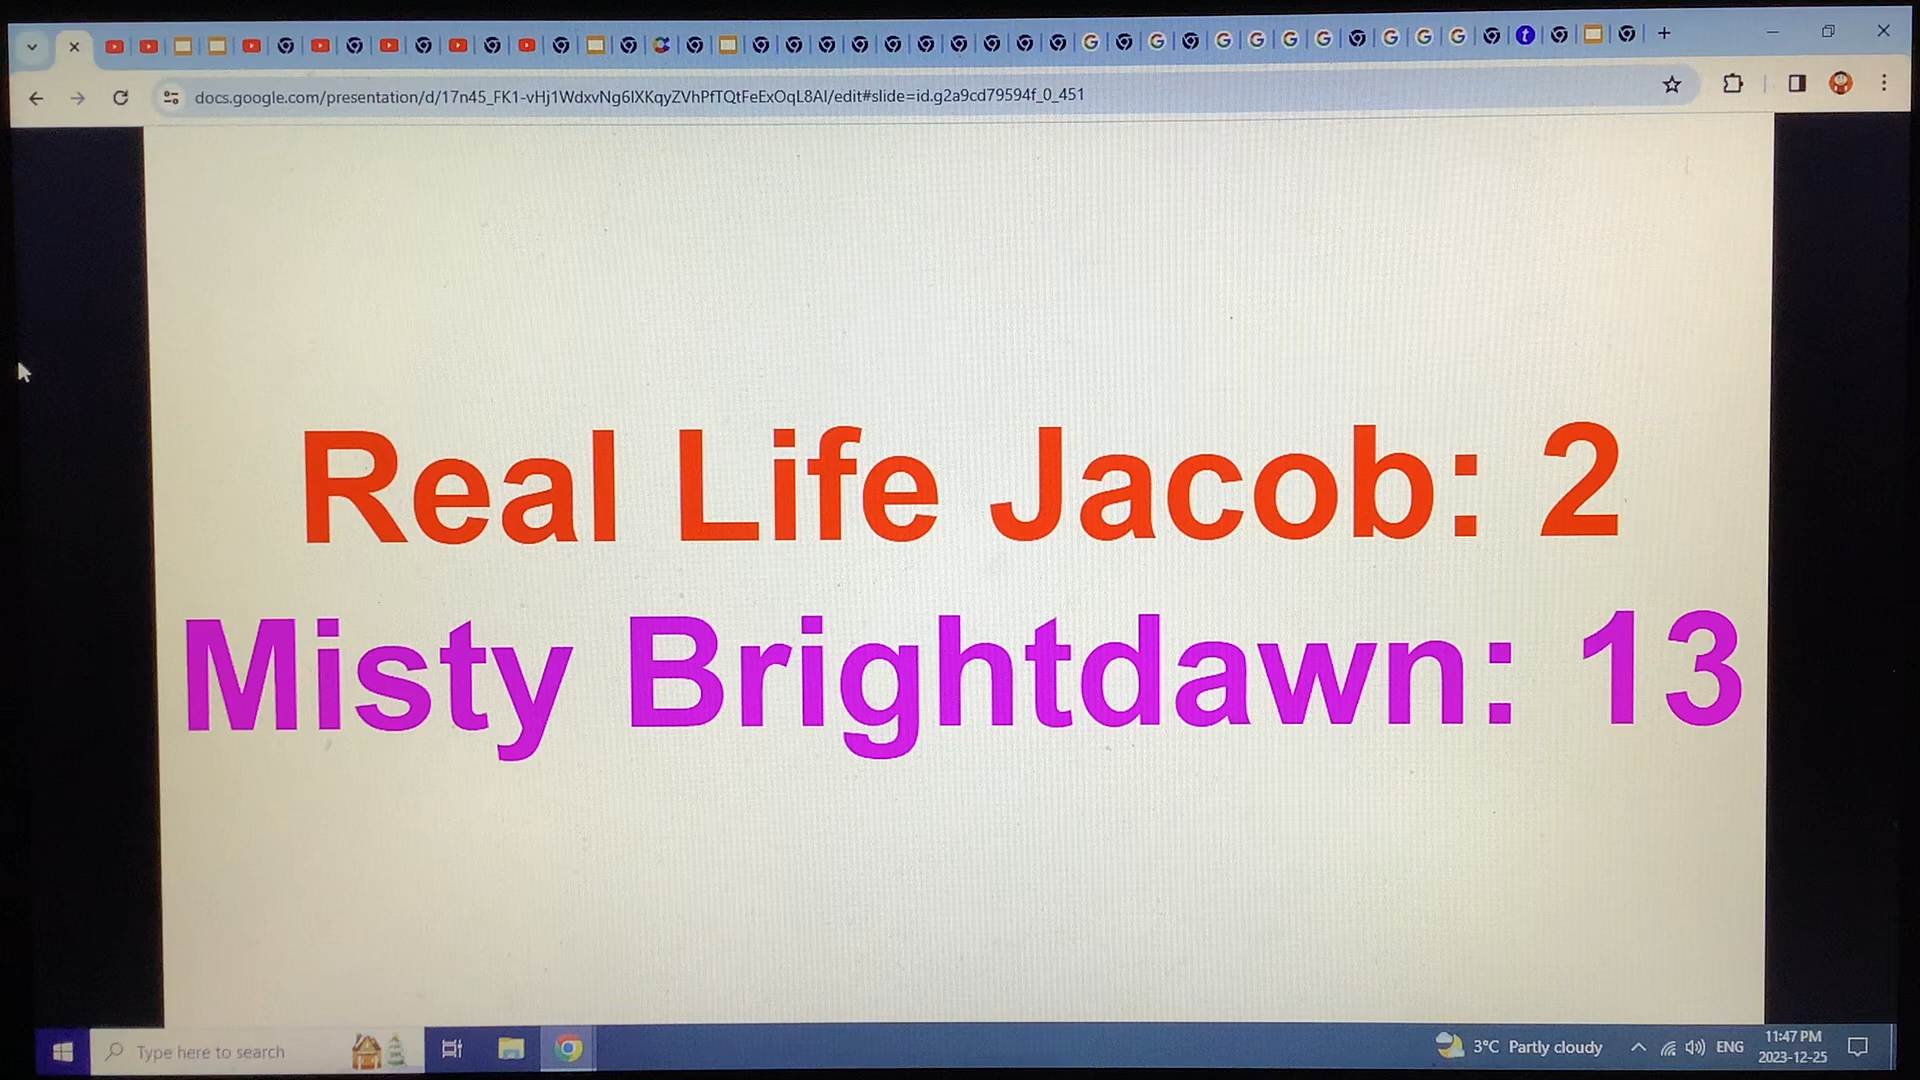 docs.google.com/presentation/d/17n45_FK1-vHj1WdxvNg6lXKqyZVhPfTQtFeExOqL8AI/edit#slide=id.g2a9cd79594f_0_451
Real Life Jacob: 2
Misty Brightdawn: 13
Type here to search
3°C Partly cloudy
ENG
11:47 PM
2023-12-25